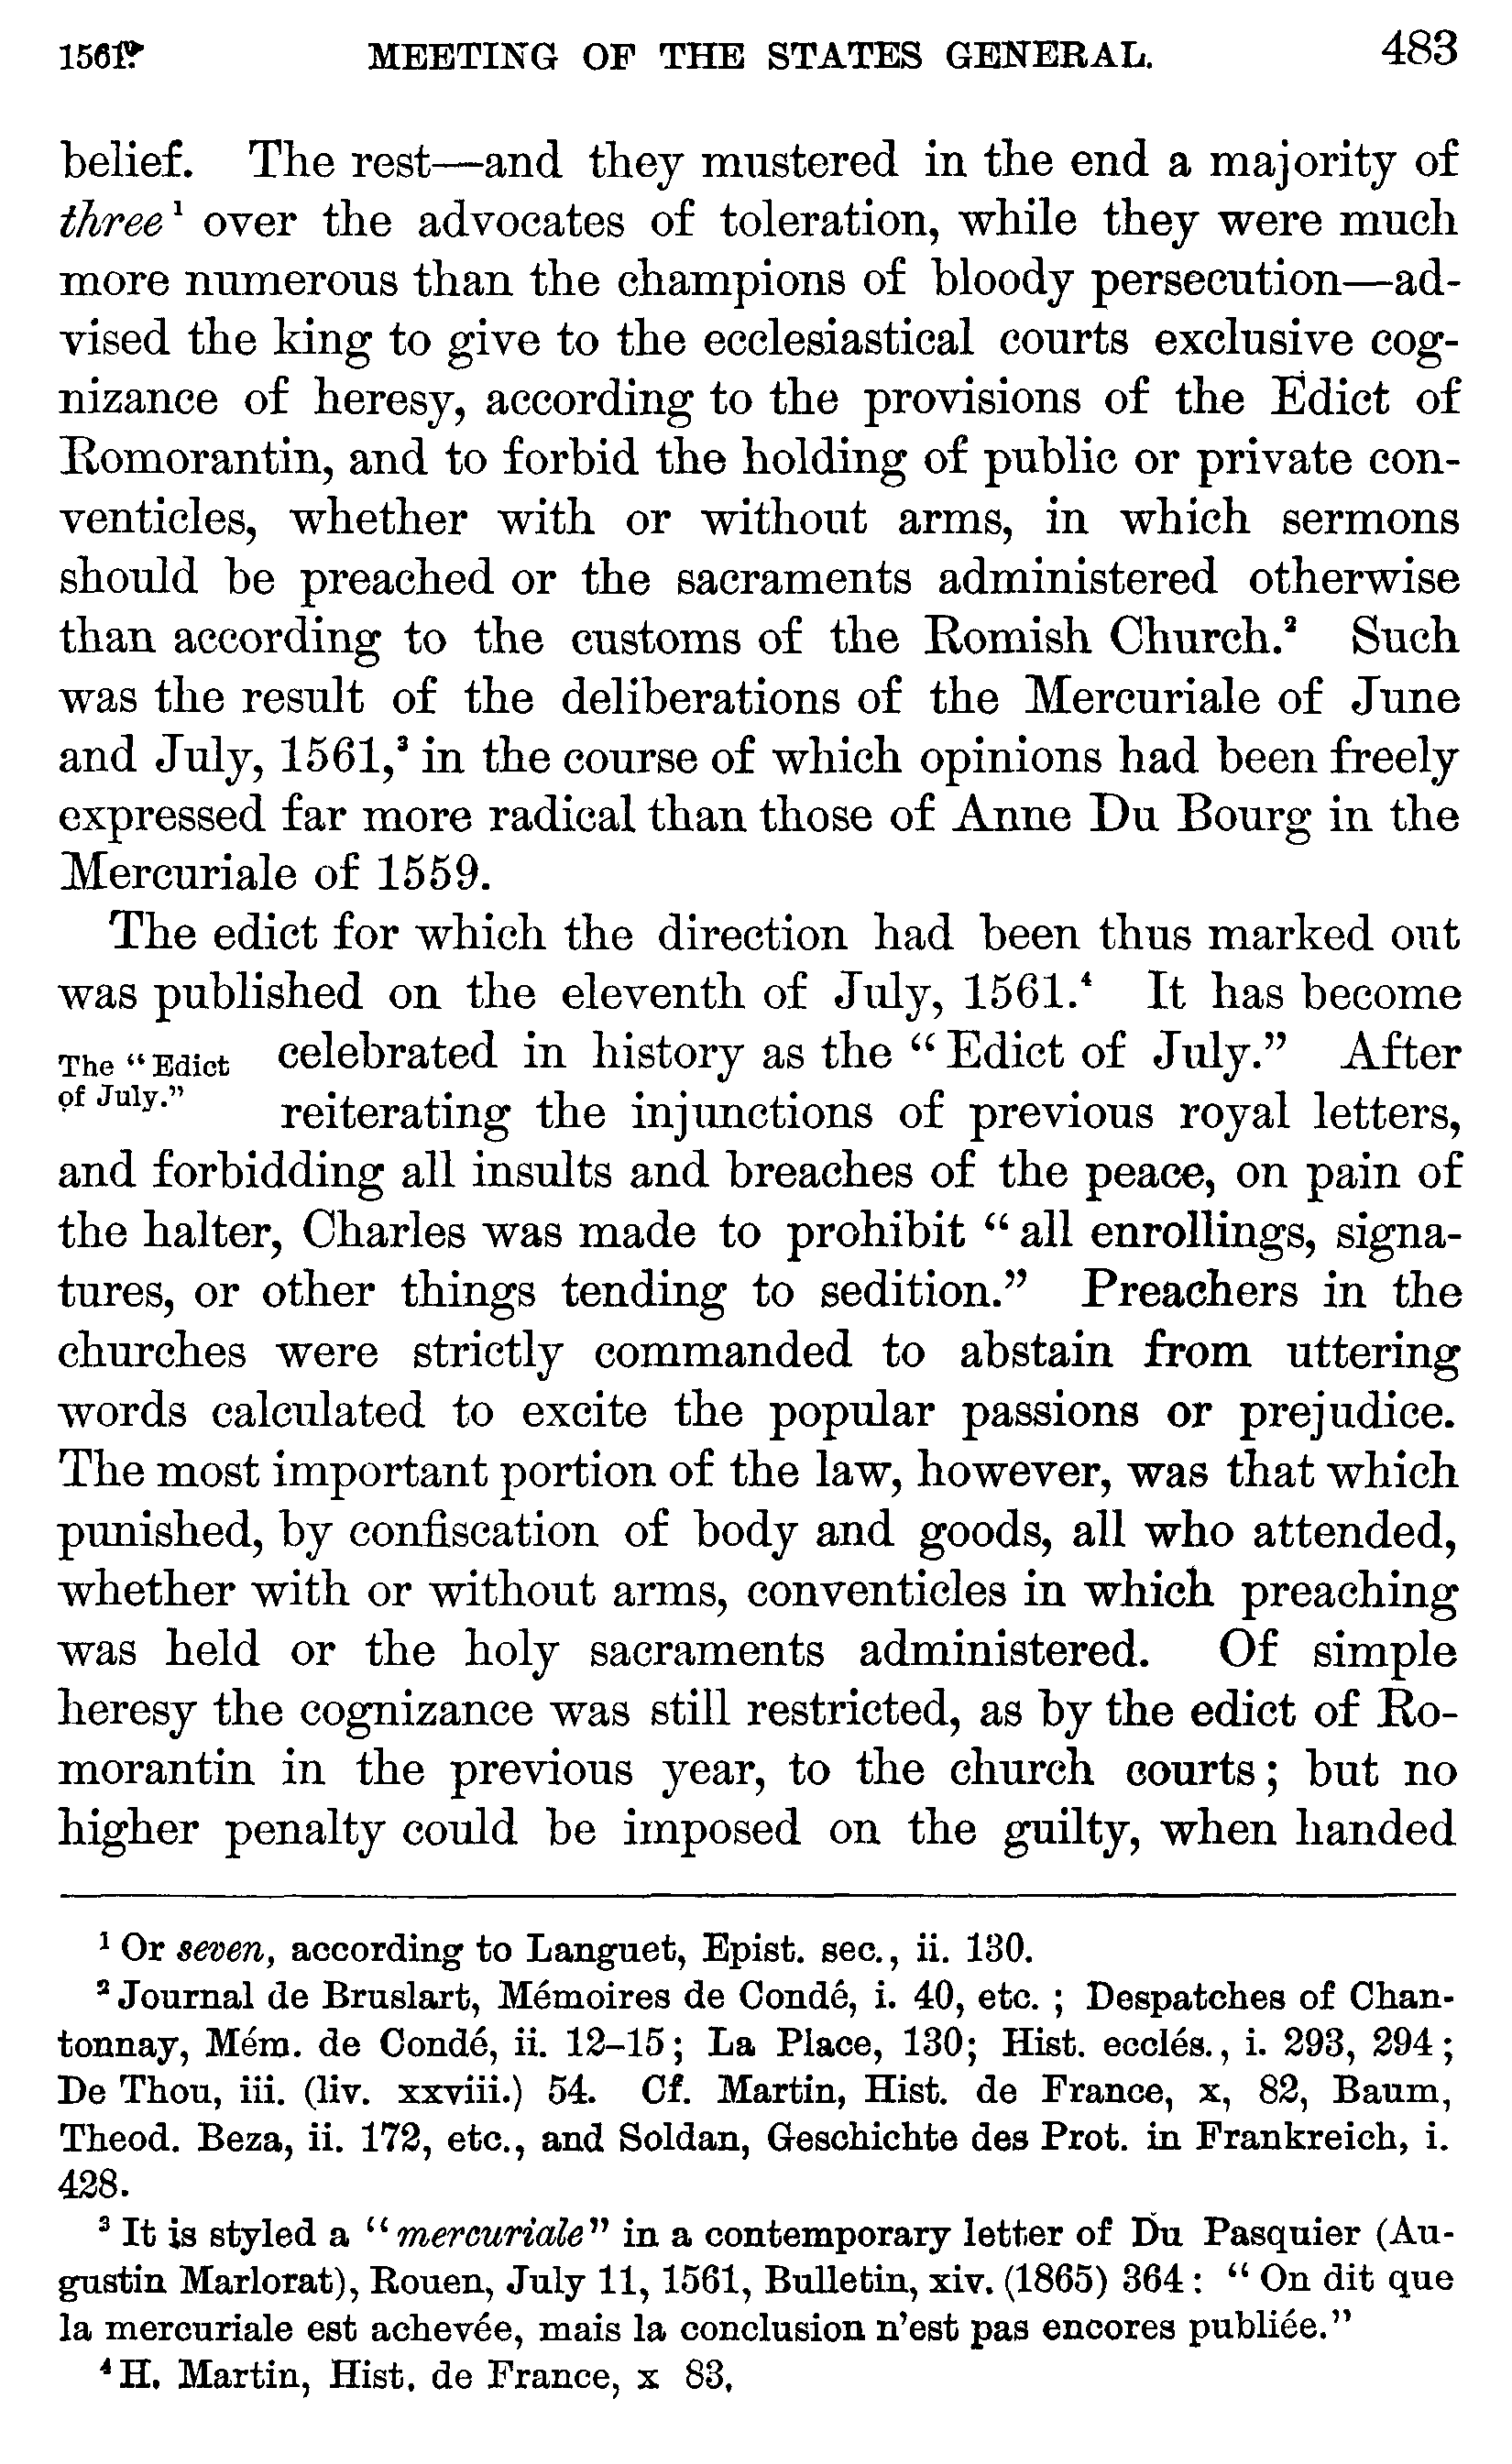 1561. MEETING OF THE STATES GENERAL. 483
belief. The rest—and they mustered in the end a majority of
three¹ over the advocates of toleration, while they were much
more numerous than the champions of bloody persecution—ad-
vised the king to give to the ecclesiastical courts exclusive cog-
nizance of heresy, according to the provisions of the Edict of
Romorantin, and to forbid the holding of public or private con-
venticles, whether with or without arms, in which sermons
should be preached or the sacraments administered otherwise
than according to the customs of the Romish Church.² Such
was the result of the deliberations of the Mercuriale of June
and July, 1561,³ in the course of which opinions had been freely
expressed far more radical than those of Anne Du Bourg in the
Mercuriale of 1559.
The edict for which the direction had been thus marked out
was published on the eleventh of July, 1561.⁴ It has become
The “Edict
of July.”
celebrated in history as the “Edict of July.” After
reiterating the injunctions of previous royal letters,
and forbidding all insults and breaches of the peace, on pain of
the halter, Charles was made to prohibit “all enrollings, signa-
tures, or other things tending to sedition.” Preachers in the
churches were strictly commanded to abstain from uttering
words calculated to excite the popular passions or prejudice.
The most important portion of the law, however, was that which
punished, by confiscation of body and goods, all who attended,
whether with or without arms, conventicles in which preaching
was held or the holy sacraments administered. Of simple
heresy the cognizance was still restricted, as by the edict of Ro-
morantin in the previous year, to the church courts; but no
higher penalty could be imposed on the guilty, when handed
¹ Or seven, according to Languet, Epist. sec., ii. 130.
² Journal de Bruslart, Mémoires de Condé, i. 40, etc.; Despatches of Chan-
tonnay, Mém. de Condé, ii. 12–15; La Place, 130; Hist. ecclés., i. 293, 294;
De Thou, iii. (liv. xxviii.) 54. Cf. Martin, Hist. de France, x, 82, Baum,
Theod. Beza, ii. 172, etc., and Soldan, Geschichte des Prot. in Frankreich, i.
428.
³ It is styled a “mercuriale” in a contemporary letter of Du Pasquier (Au-
gustin Marlorat), Rouen, July 11, 1561, Bulletin, xiv. (1865) 364: “On dit que
la mercuriale est achevée, mais la conclusion n’est pas encores publiée.”
⁴ H. Martin, Hist. de France, x 83.